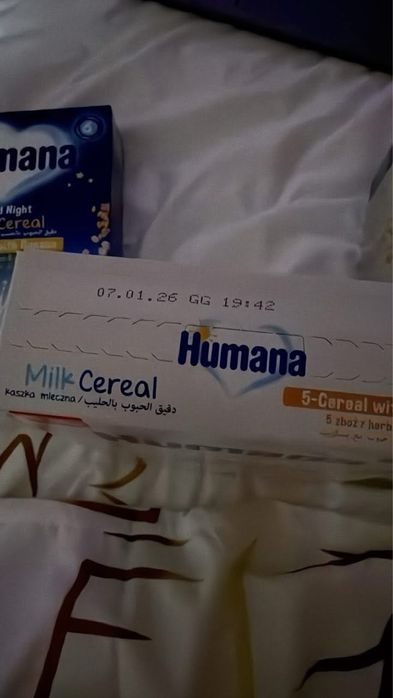 mana
Night
Cereal
07.01.26 GG 19:42
Humana
Milk Cereal
kaszka mleczna / دقيق الحبوب بالحليب
5-Cereal wi
5 zbóż / herb